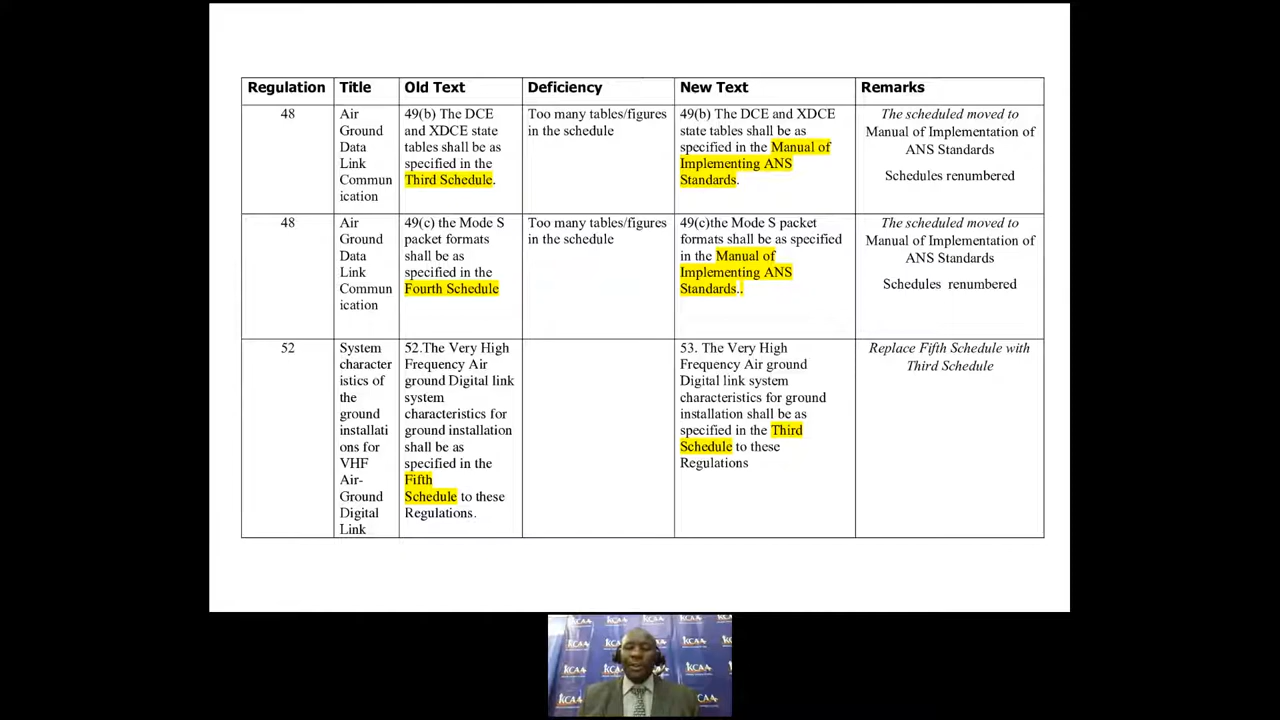 Regulation Title Old Text Deficiency New Text Remarks
48
Air
Ground
Data
Link
Commun
ication
49(b) The DCE
and XDCE state
tables shall be as
specified in the
Third Schedule.
Too many tables/figures
in the schedule
49(b) The DCE and XDCE
state tables shall be as
specified in the Manual of
Implementing ANS
Standards.
The scheduled moved to
Manual of Implementation of
ANS Standards
Schedules renumbered
48
Air
Ground
Data
Link
Commun
ication
49(c) the Mode S
packet formats
shall be as
specified in the
Fourth Schedule
Too many tables/figures
in the schedule
49(c)the Mode S packet
formats shall be as specified
in the Manual of
Implementing ANS
Standards..
The scheduled moved to
Manual of Implementation of
ANS Standards
Schedules renumbered
52
System
character
istics of
the
ground
installati
ons for
VHF
Air-
Ground
Digital
Link
52.The Very High
Frequency Air
ground Digital link
system
characteristics for
ground installation
shall be as
specified in the
Fifth
Schedule to these
Regulations.
53. The Very High
Frequency Air ground
Digital link system
characteristics for ground
installation shall be as
specified in the Third
Schedule to these
Regulations
Replace Fifth Schedule with
Third Schedule
KCAA
KCAA
KCAA
KCAA